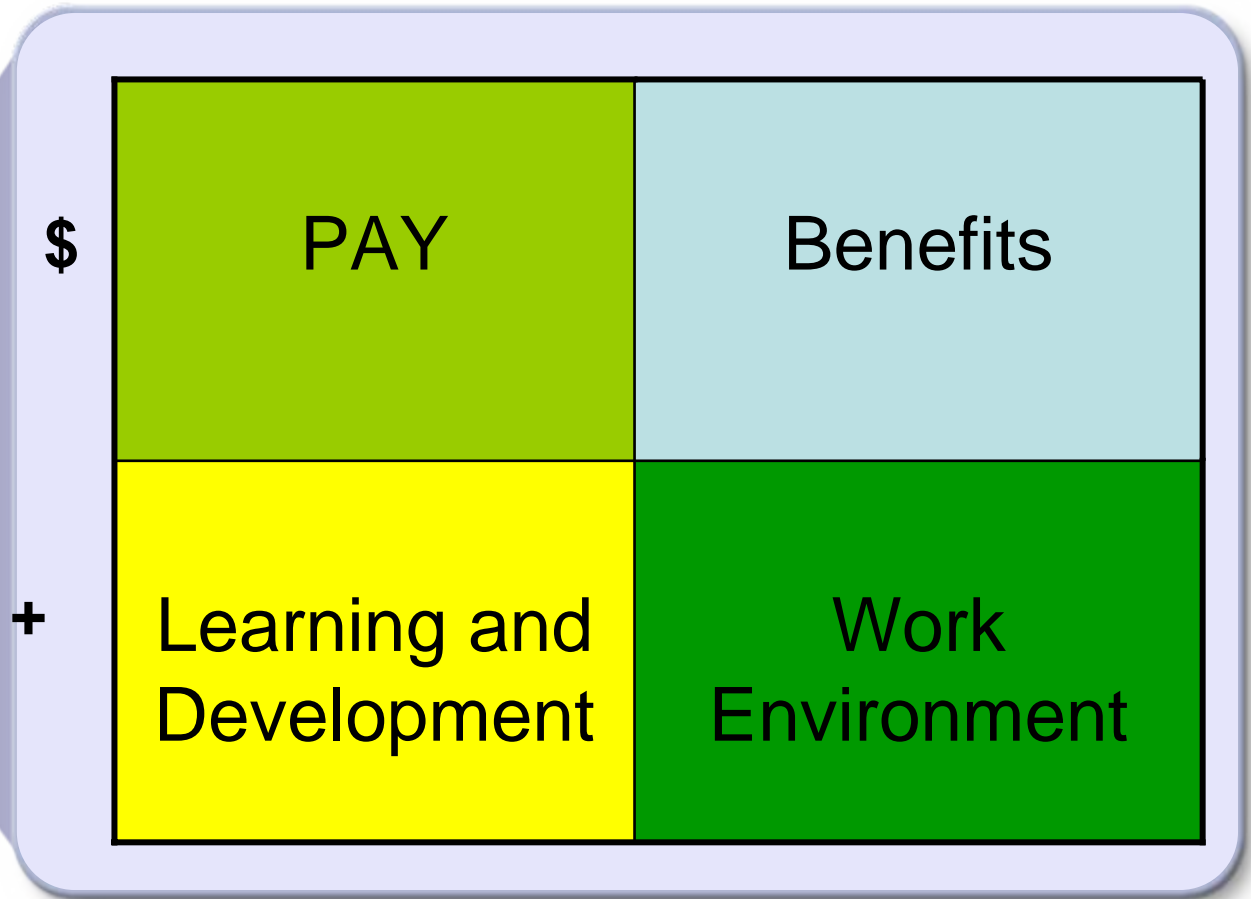 $ PAY Benefits
+ Learning and
Development
Work
Environment